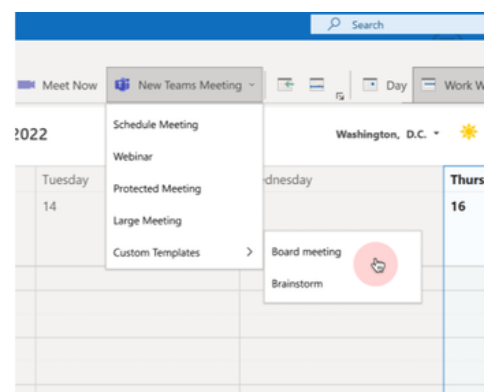 Search
Meet Now
New Teams Meeting
Day
Work W
2022
Washington, D.C.
Schedule Meeting
Webinar
Protected Meeting
Large Meeting
Custom Templates
Board meeting
Brainstorm
Tuesday
dnesday
Thurs
14
16